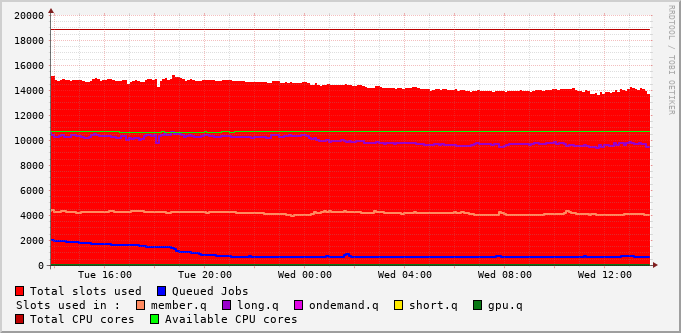 20000
18000
16000
14000
12000
10000
8000
6000
4000
2000
0
Tue 16:00 Tue 20:00 Wed 00:00 Wed 04:00 Wed 08:00 Wed 12:00
Total slots used Queued Jobs
Slots used in : member.q long.q ondemand.q short.q gpu.q
Total CPU cores Available CPU cores
RRDTOOL / TOBI OETIKER